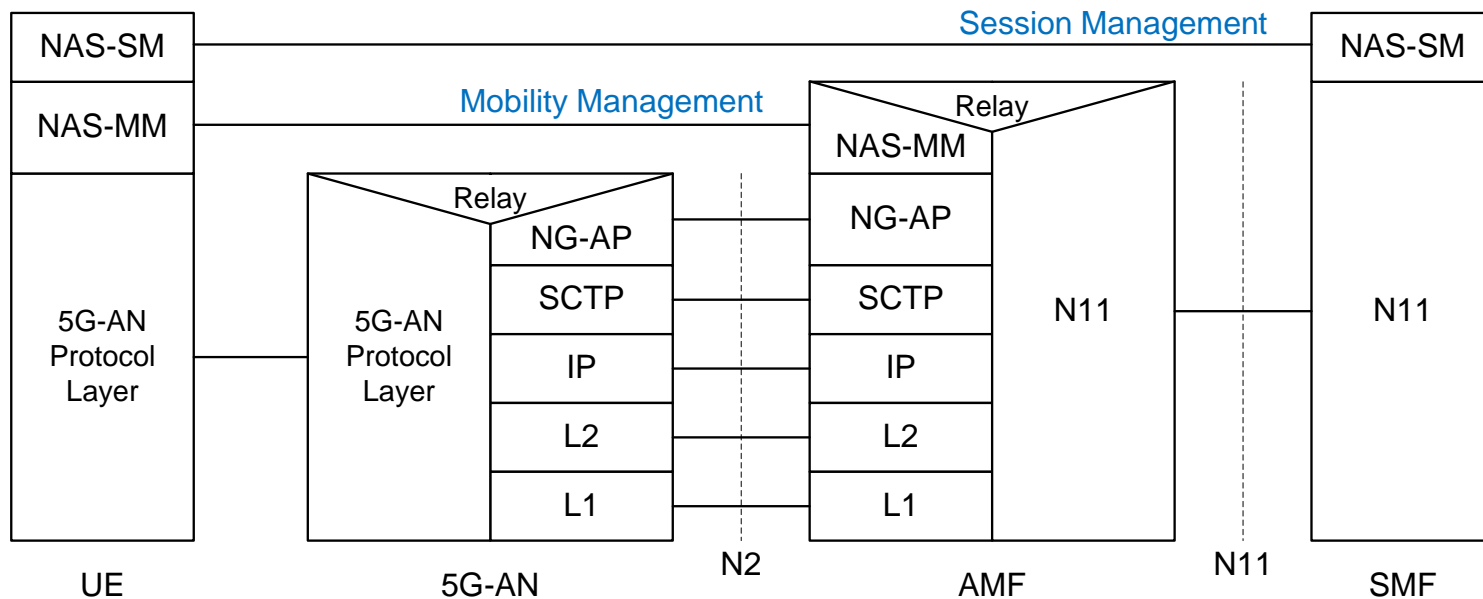 Session Management
NAS-SM
NAS-SM
Mobility Management
Relay
NAS-MM
NAS-MM
Relay
NG-AP
NG-AP
SCTP
SCTP
N11
N11
5G-AN
Protocol
Layer
5G-AN
Protocol
Layer
IP
IP
L2
L2
L1
L1
N2
N11
UE
5G-AN
AMF
SMF